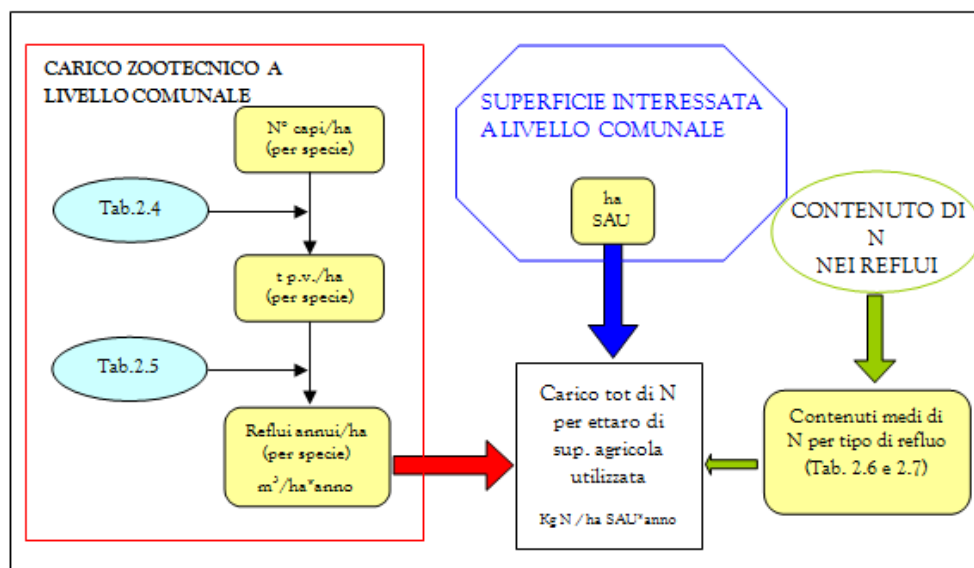 CARICO ZOOTECNICO A
LIVELLO COMUNALE
N° capi/ha
(per specie)
Tab.2.4
t p.v./ha
(per specie)
Tab.2.5
Reflui annui/ha
(per specie)
m³/ha*anno
SUPERFICIE INTERESSATA
A LIVELLO COMUNALE
ha
SAU
CONTENUTO DI
N
NEI REFLUI
Carico tot di N
per ettaro di
sup. agricola
utilizzata
Kg N / ha SAU*anno
Contenuti medi di
N per tipo di refluo
(Tab. 2.6 e 2.7)